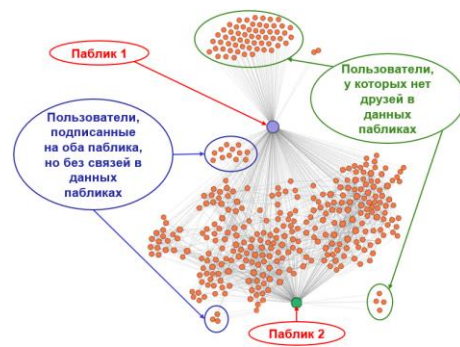 Паблик 1
Пользователи,
у которых нет
друзей в
данных
пабликах
Пользователи,
подписанные
на оба паблика,
но без связей в
данных
пабликах
Паблик 2